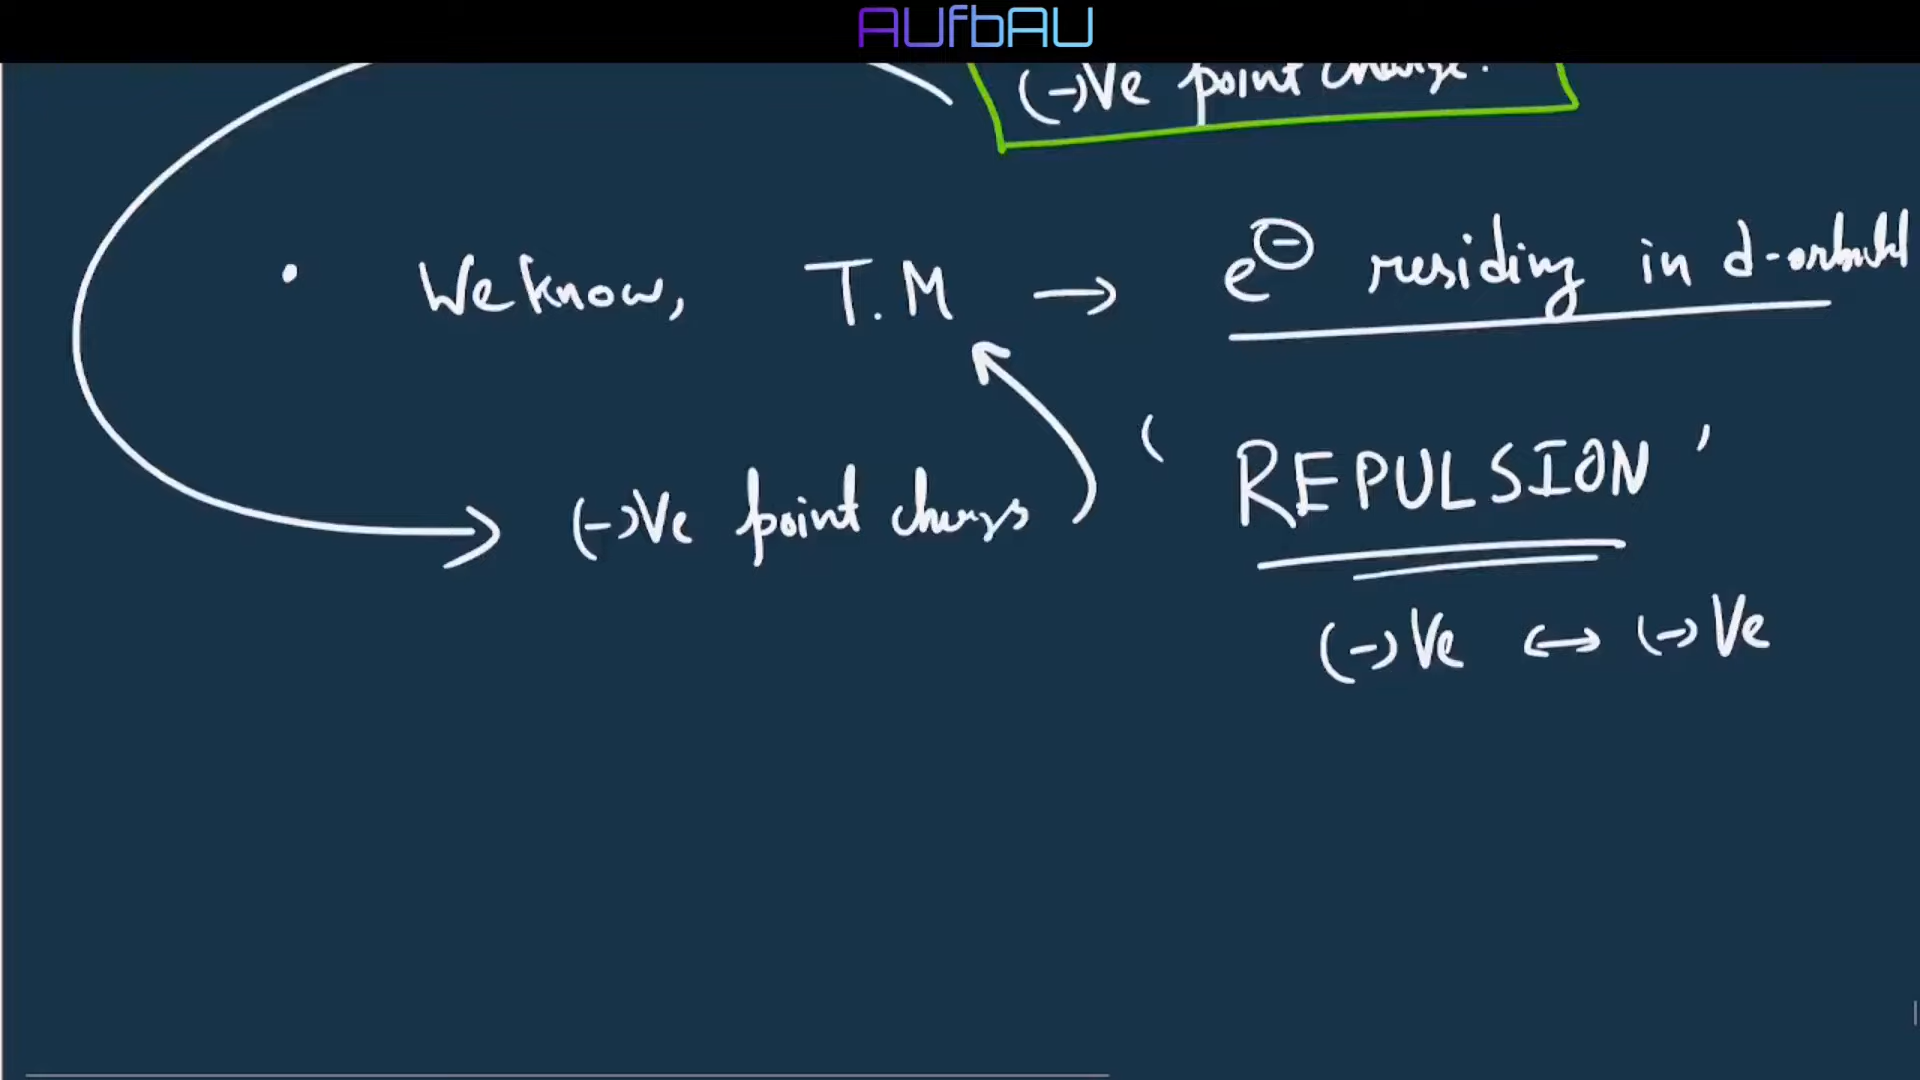 AUfbAU
(-)ve point charge.
• We know, T.M → e⊖ residing in d-orbital
(-)ve point charges
' REPULSION '
(-)ve ↔ (-)ve